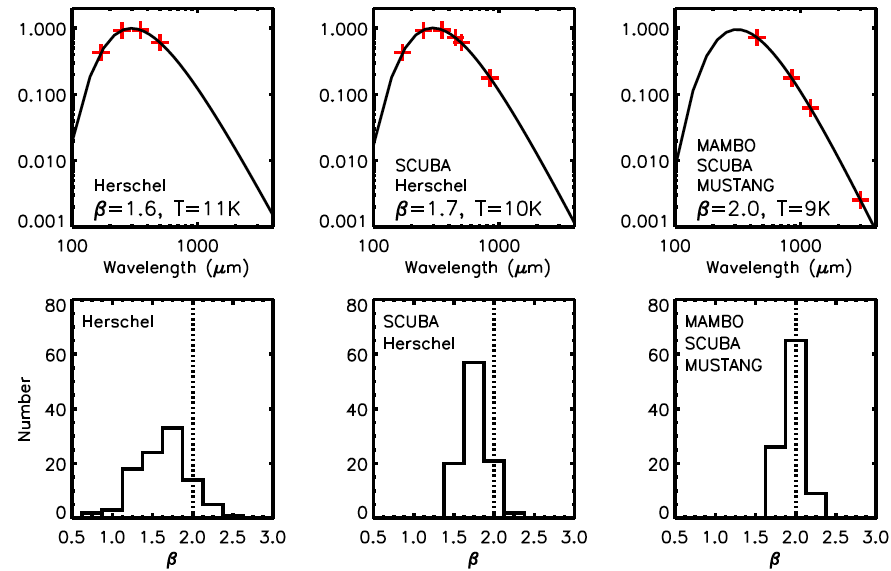 1.000
0.100
0.010
0.001
Herschel
β=1.6, T=11K
100
1000
Wavelength (μm)
1.000
0.100
0.010
0.001
SCUBA
Herschel
β=1.7, T=10K
100
1000
Wavelength (μm)
1.000
0.100
0.010
0.001
MAMBO
SCUBA
MUSTANG
β=2.0, T=9K
100
1000
Wavelength (μm)
Number
80
60
40
20
0
Herschel
0.5 1.0 1.5 2.0 2.5 3.0
β
80
60
40
20
0
SCUBA
Herschel
0.5 1.0 1.5 2.0 2.5 3.0
β
80
60
40
20
0
MAMBO
SCUBA
MUSTANG
0.5 1.0 1.5 2.0 2.5 3.0
β